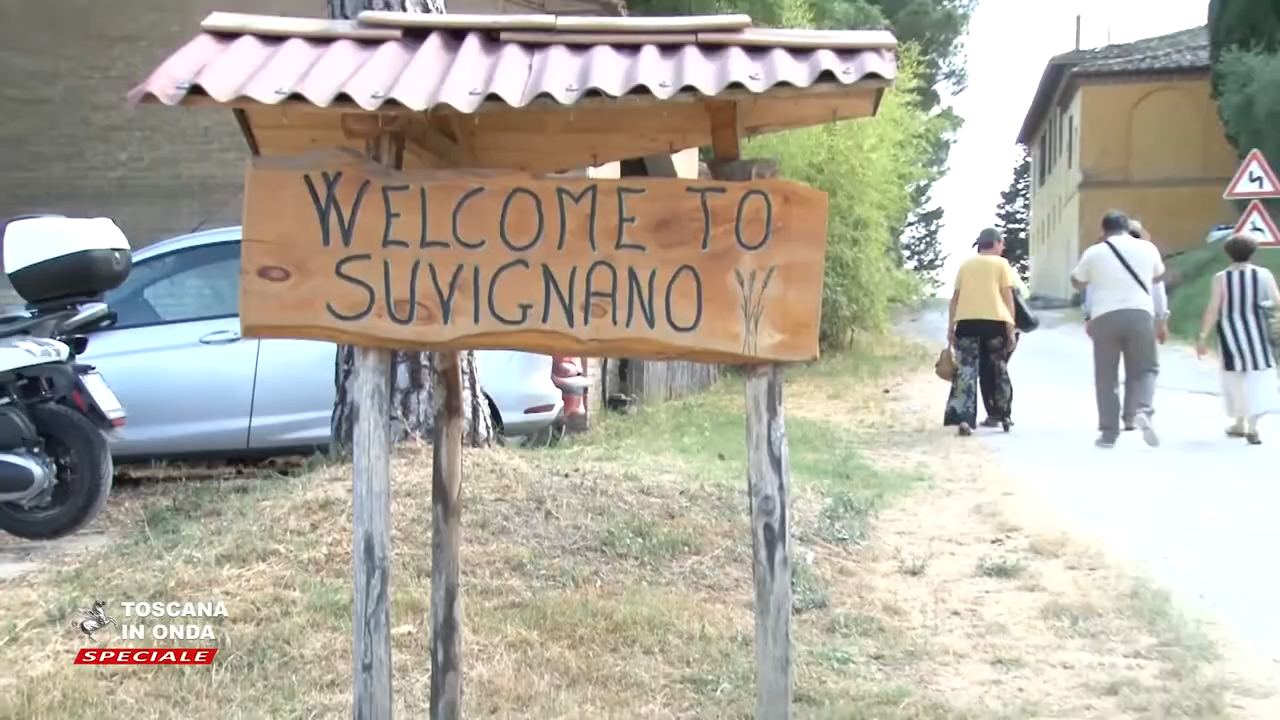 WELCOME TO
SUVIGNANO
TOSCANA
IN ONDA
SPECIALE